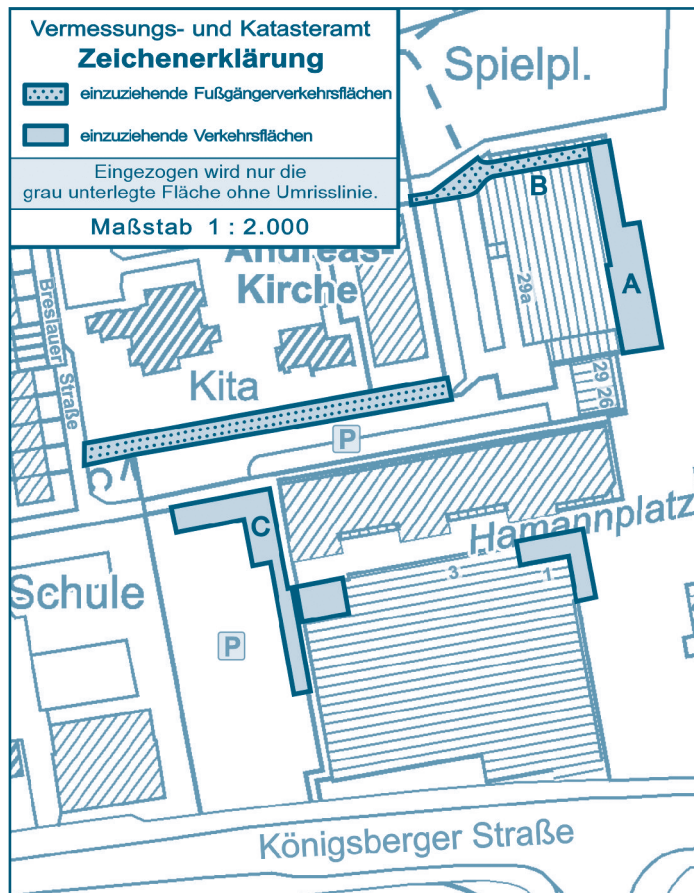 Vermessungs- und Katasteramt
Zeichenerklärung
einzuziehende Fußgängerverkehrsflächen
einzuziehende Verkehrsflächen
Eingezogen wird nur die
grau unterlegte Fläche ohne Umrisslinie.
Maßstab 1 : 2.000
Spielpl.
B
A
Andreas-
Kirche
29a
Breslauer Straße
Kita
29
26
P
C
Hamannplatz
3
1
Schule
P
Königsberger Straße